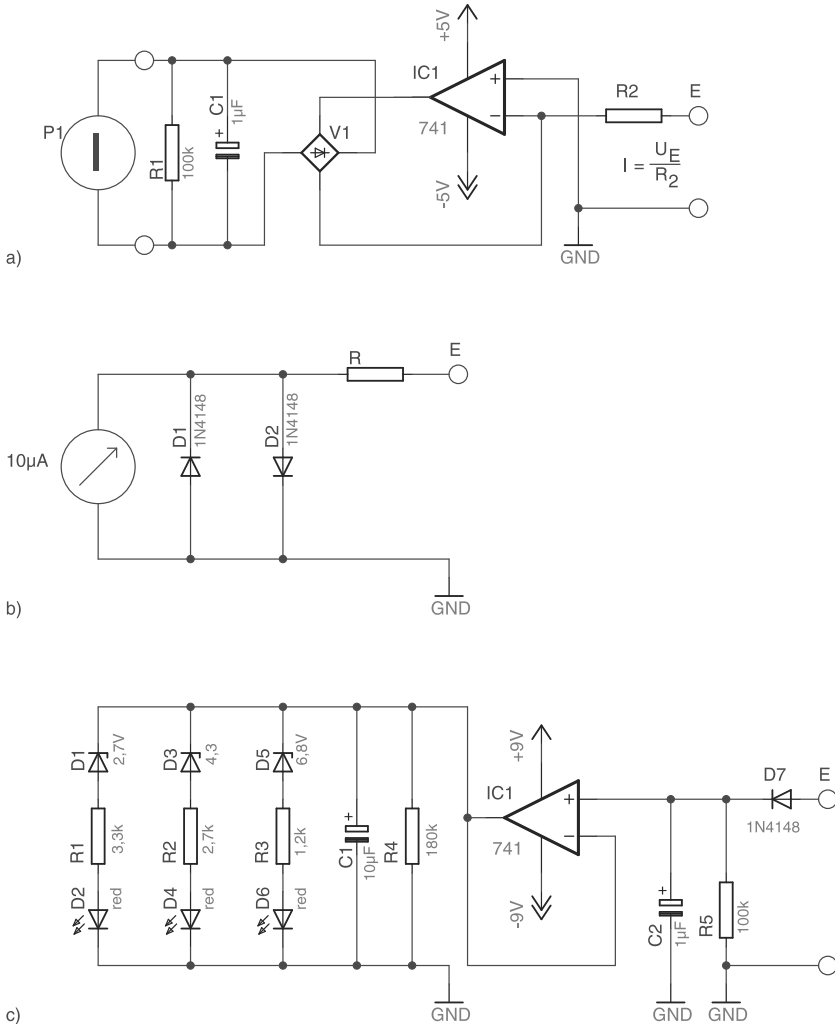 +5V
IC1
+
R2
E
C1
1µF
P1
+
V1
−
R1
100k
741
I = U_E / R_2
-5V
GND
a)
R
E
D1
1N4148
D2
1N4148
10µA
GND
b)
D1
2,7V
D3
4,3
D5
6,8V
+9V
D7
E
IC1
+
1N4148
R1
3,3k
R2
2,7k
R3
1,2k
+
C1
10µF
R4
180k
741
−
D2
red
D4
red
D6
red
-9V
+
C2
1µF
R5
100k
GND
GND
GND
c)